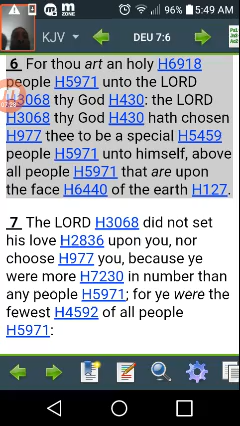 M M ZONE 96% 5:49 AM
KJV DEU 7:6
6 For thou art an holy H6918
people H5971 unto the LORD
H3068 thy God H430: the LORD
H3068 thy God H430 hath chosen
H977 thee to be a special H5459
people H5971 unto himself, above
all people H5971 that are upon
the face H6440 of the earth H127.
7 The LORD H3068 did not set
his love H2836 upon you, nor
choose H977 you, because ye
were more H7230 in number than
any people H5971; for ye were the
fewest H4592 of all people
H5971: